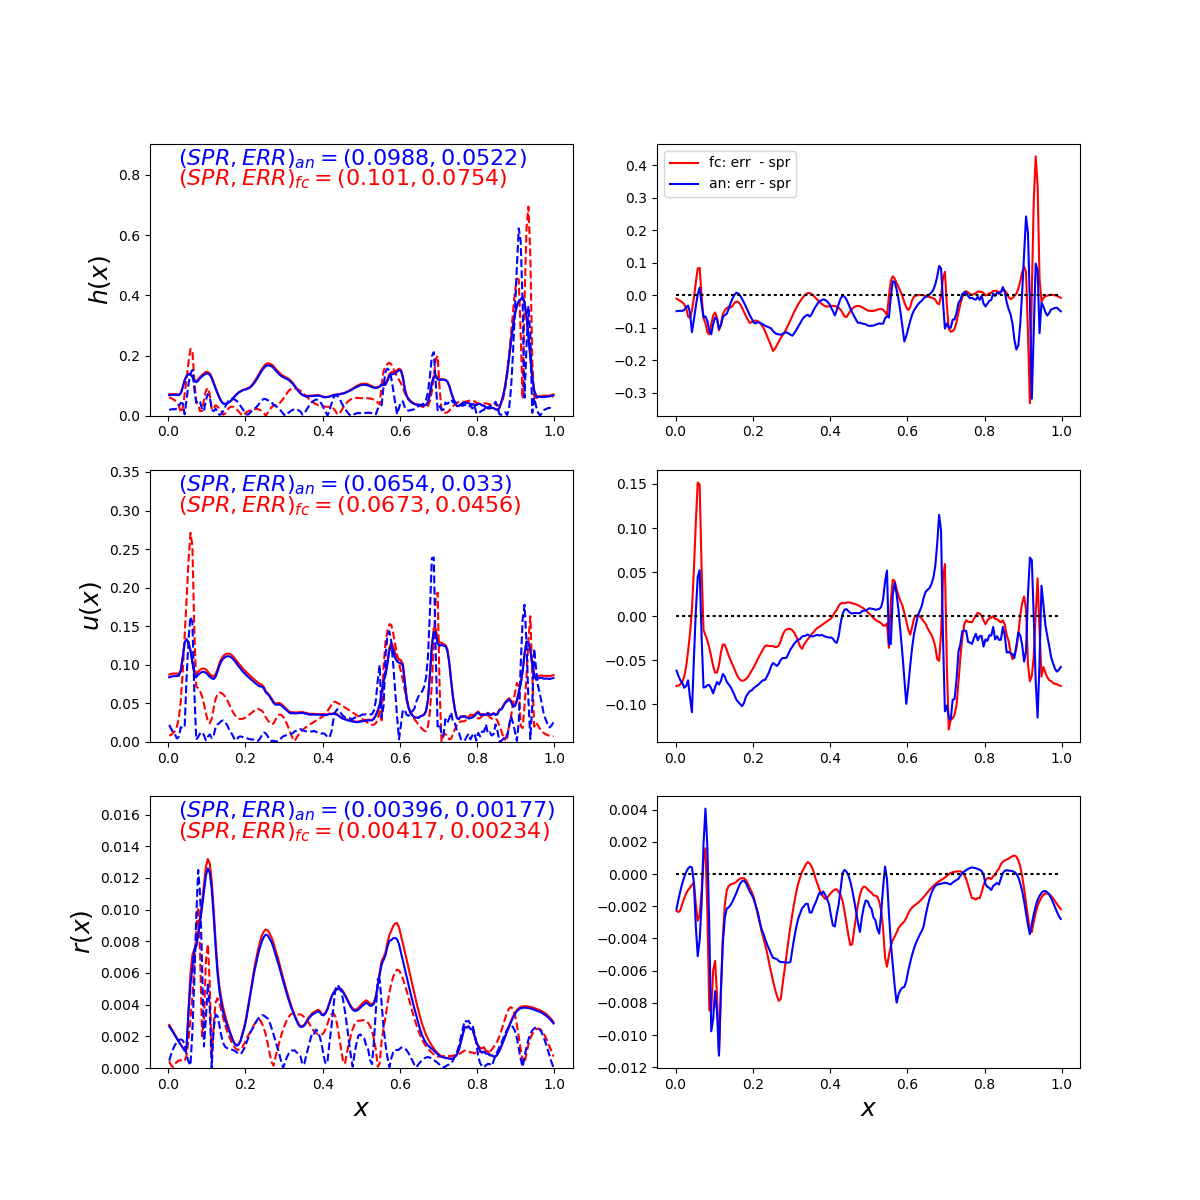 (SPR, ERR)an = (0.0988, 0.0522)
(SPR, ERR)fc = (0.101, 0.0754)
h(x)
0.8
0.6
0.4
0.2
0.0
0.0 0.2 0.4 0.6 0.8 1.0
fc: err - spr
an: err - spr
0.4
0.3
0.2
0.1
0.0
−0.1
−0.2
−0.3
0.0 0.2 0.4 0.6 0.8 1.0
(SPR, ERR)an = (0.0654, 0.033)
(SPR, ERR)fc = (0.0673, 0.0456)
u(x)
0.35
0.30
0.25
0.20
0.15
0.10
0.05
0.00
0.0 0.2 0.4 0.6 0.8 1.0
0.15
0.10
0.05
0.00
−0.05
−0.10
0.0 0.2 0.4 0.6 0.8 1.0
(SPR, ERR)an = (0.00396, 0.00177)
(SPR, ERR)fc = (0.00417, 0.00234)
r(x)
0.016
0.014
0.012
0.010
0.008
0.006
0.004
0.002
0.000
0.0 0.2 0.4 0.6 0.8 1.0
x
0.004
0.002
0.000
−0.002
−0.004
−0.006
−0.008
−0.010
−0.012
0.0 0.2 0.4 0.6 0.8 1.0
x